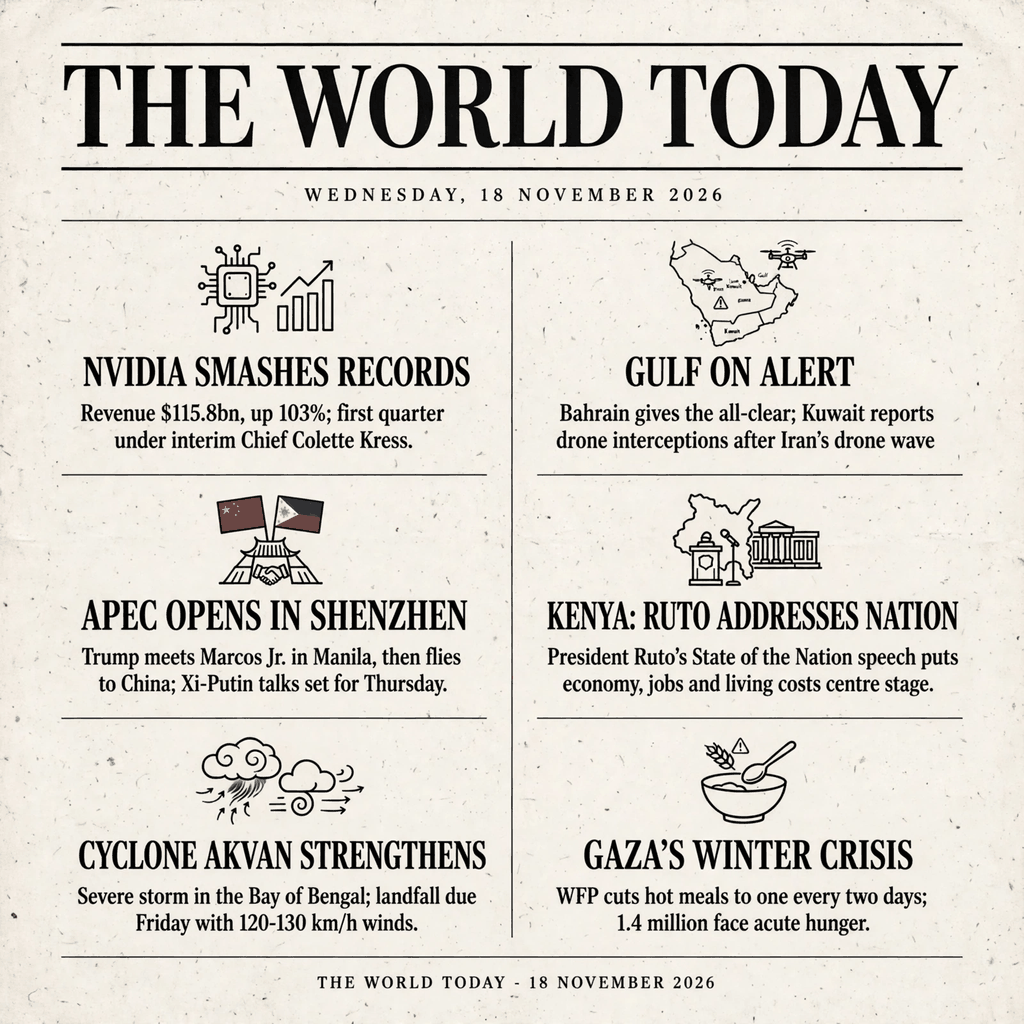 THE WORLD TODAY
WEDNESDAY, 18 NOVEMBER 2026
NVIDIA SMASHES RECORDS
Revenue $115.8bn, up 103%; first quarter
under interim Chief Colette Kress.
GULF ON ALERT
Bahrain gives the all-clear; Kuwait reports
drone interceptions after Iran's drone wave
APEC OPENS IN SHENZHEN
Trump meets Marcos Jr. in Manila, then flies
to China; Xi-Putin talks set for Thursday.
KENYA: RUTO ADDRESSES NATION
President Ruto's State of the Nation speech puts
economy, jobs and living costs centre stage.
CYCLONE AKVAN STRENGTHENS
Severe storm in the Bay of Bengal; landfall due
Friday with 120-130 km/h winds.
GAZA'S WINTER CRISIS
WFP cuts hot meals to one every two days;
1.4 million face acute hunger.
THE WORLD TODAY - 18 NOVEMBER 2026